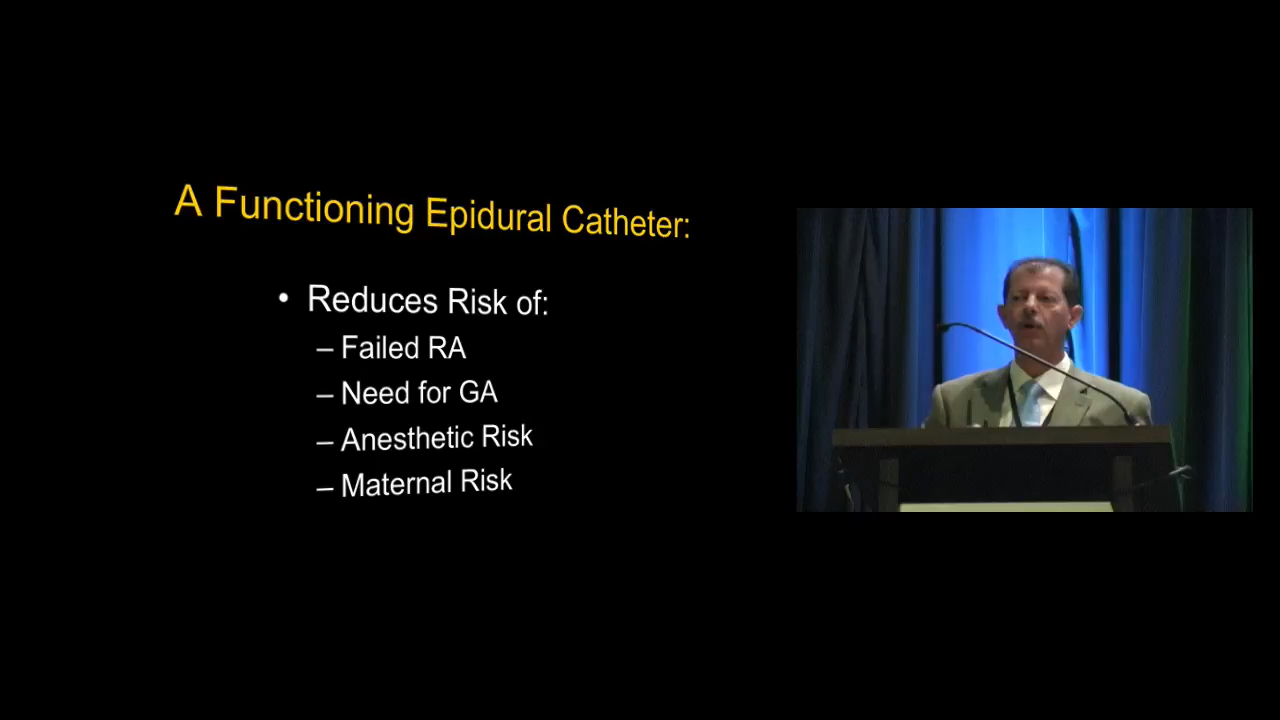 A Functioning Epidural Catheter:
• Reduces Risk of:
– Failed RA
– Need for GA
– Anesthetic Risk
– Maternal Risk